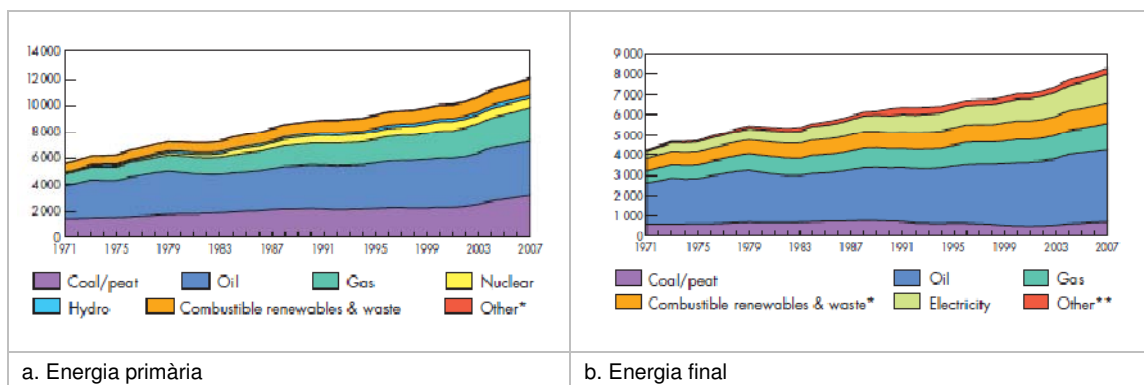 14 000
12 000
10 000
8 000
6 000
4 000
2 000
0
1971 1975 1979 1983 1987 1991 1995 1999 2003 2007
Coal/peat Oil Gas Nuclear
Hydro Combustible renewables & waste Other*
a. Energia primària
9 000
8 000
7 000
6 000
5 000
4 000
3 000
2 000
1 000
0
1971 1975 1979 1983 1987 1991 1995 1999 2003 2007
Coal/peat Oil Gas
Combustible renewables & waste* Electricity Other**
b. Energia final